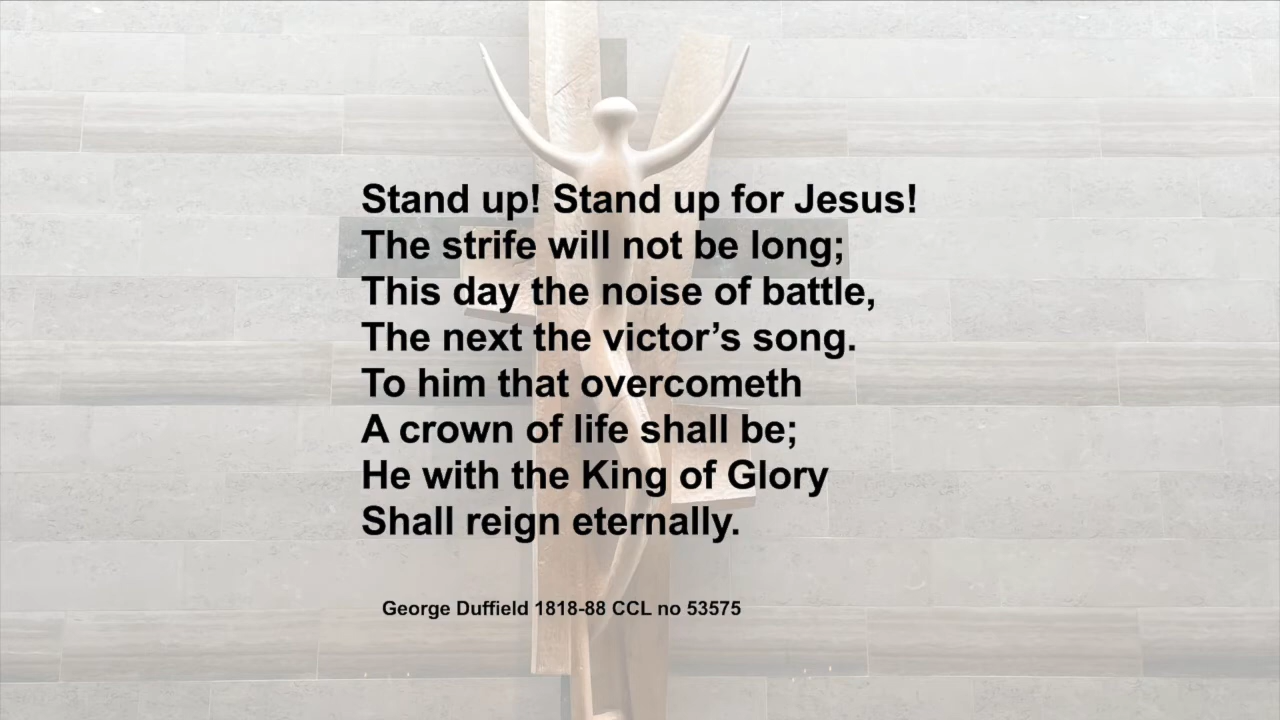 Stand up! Stand up for Jesus!
The strife will not be long;
This day the noise of battle,
The next the victor’s song.
To him that overcometh
A crown of life shall be;
He with the King of Glory
Shall reign eternally.
George Duffield 1818-88 CCL no 53575